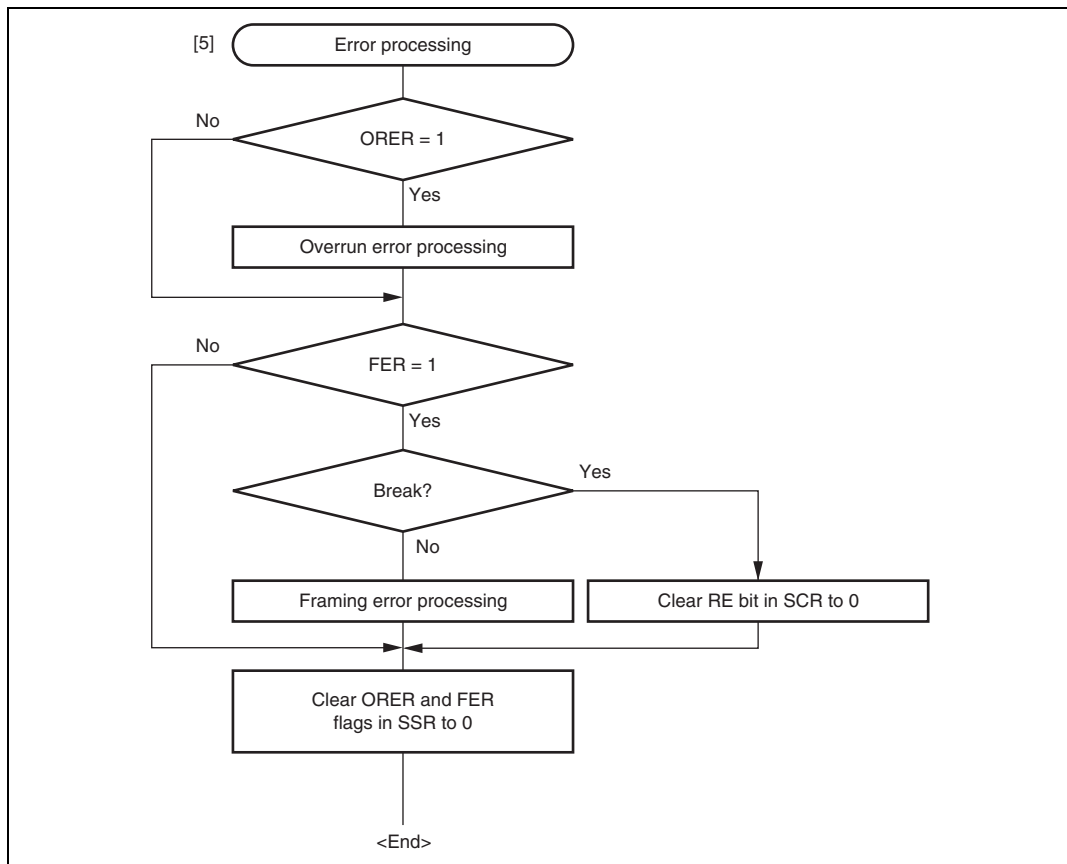 [5]
Error processing
No
ORER = 1
Yes
Overrun error processing
No
FER = 1
Yes
Break?
Yes
No
Framing error processing
Clear RE bit in SCR to 0
Clear ORER and FER
flags in SSR to 0
<End>